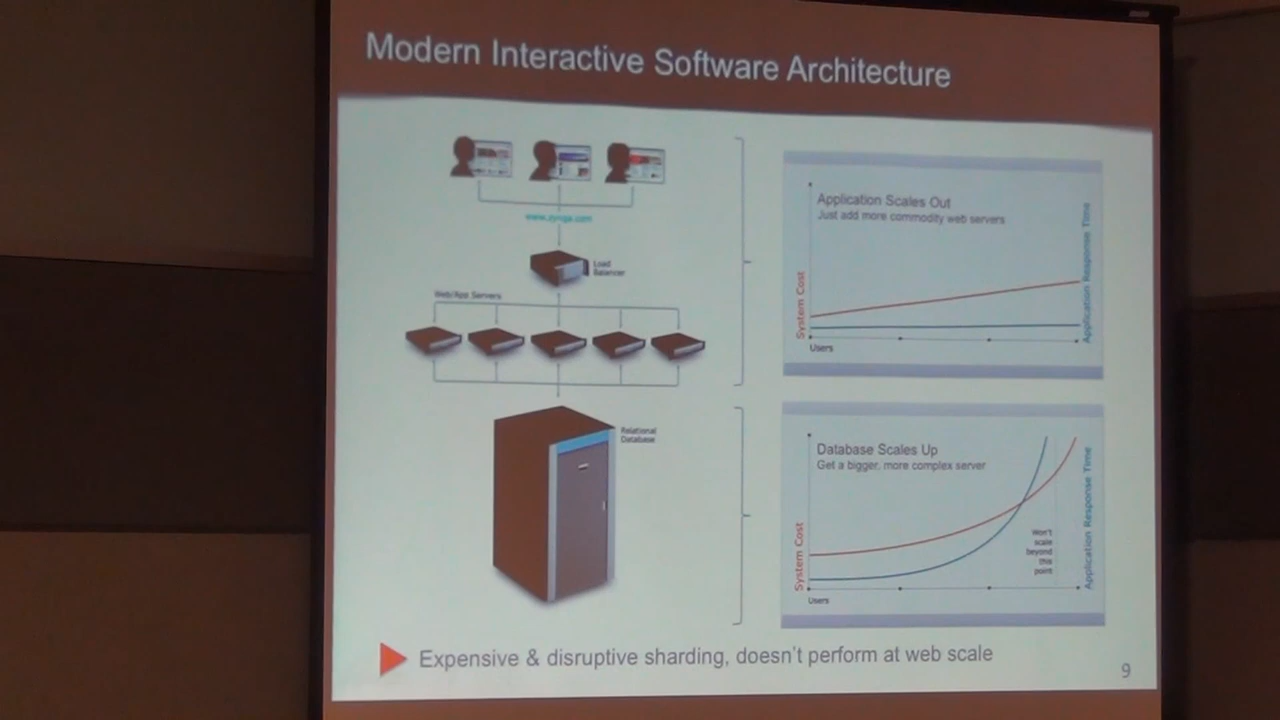 Modern Interactive Software Architecture
www.zynga.com
Load
Balancer
Web/App Servers
Relational
Database
Application Scales Out
Just add more commodity web servers
System Cost
Application Response Time
Users
Database Scales Up
Get a bigger, more complex server
System Cost
Application Response Time
Won't
scale
beyond
this
point
Users
Expensive & disruptive sharding, doesn't perform at web scale
9